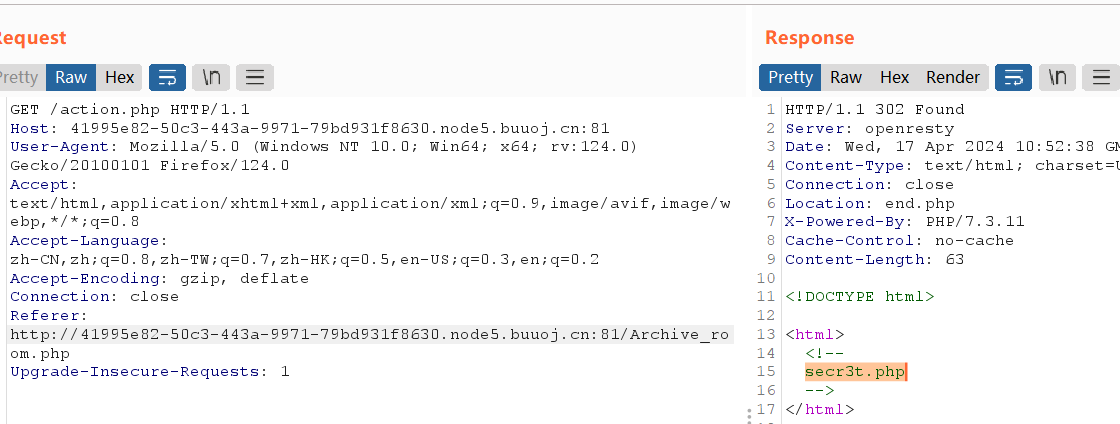 Request
Response
Pretty Raw Hex \n
Pretty Raw Hex Render \n
GET /action.php HTTP/1.1
Host: 41995e82-50c3-443a-9971-79bd931f8630.node5.buuoj.cn:81
User-Agent: Mozilla/5.0 (Windows NT 10.0; Win64; x64; rv:124.0)
Gecko/20100101 Firefox/124.0
Accept:
text/html,application/xhtml+xml,application/xml;q=0.9,image/avif,image/w
ebp,*/*;q=0.8
Accept-Language:
zh-CN,zh;q=0.8,zh-TW;q=0.7,zh-HK;q=0.5,en-US;q=0.3,en;q=0.2
Accept-Encoding: gzip, deflate
Connection: close
Referer:
http://41995e82-50c3-443a-9971-79bd931f8630.node5.buuoj.cn:81/Archive_ro
om.php
Upgrade-Insecure-Requests: 1
1 HTTP/1.1 302 Found
2 Server: openresty
3 Date: Wed, 17 Apr 2024 10:52:38 GM
4 Content-Type: text/html; charset=U
5 Connection: close
6 Location: end.php
7 X-Powered-By: PHP/7.3.11
8 Cache-Control: no-cache
9 Content-Length: 63
10
11 <!DOCTYPE html>
12
13 <html>
14 <!--
15 secr3t.php
16 -->
17 </html>